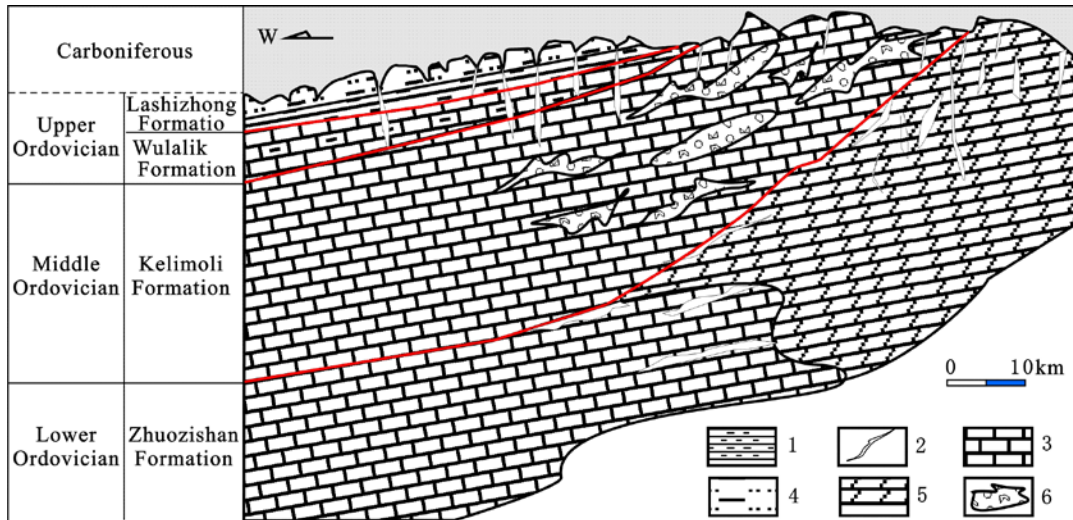 Carboniferous
W
Upper
Ordovician
Lashizhong
Formatio
Wulalik
Formation
Middle
Ordovician
Kelimoli
Formation
Lower
Ordovician
Zhuozishan
Formation
0 10km
1 2 3
4 5 6